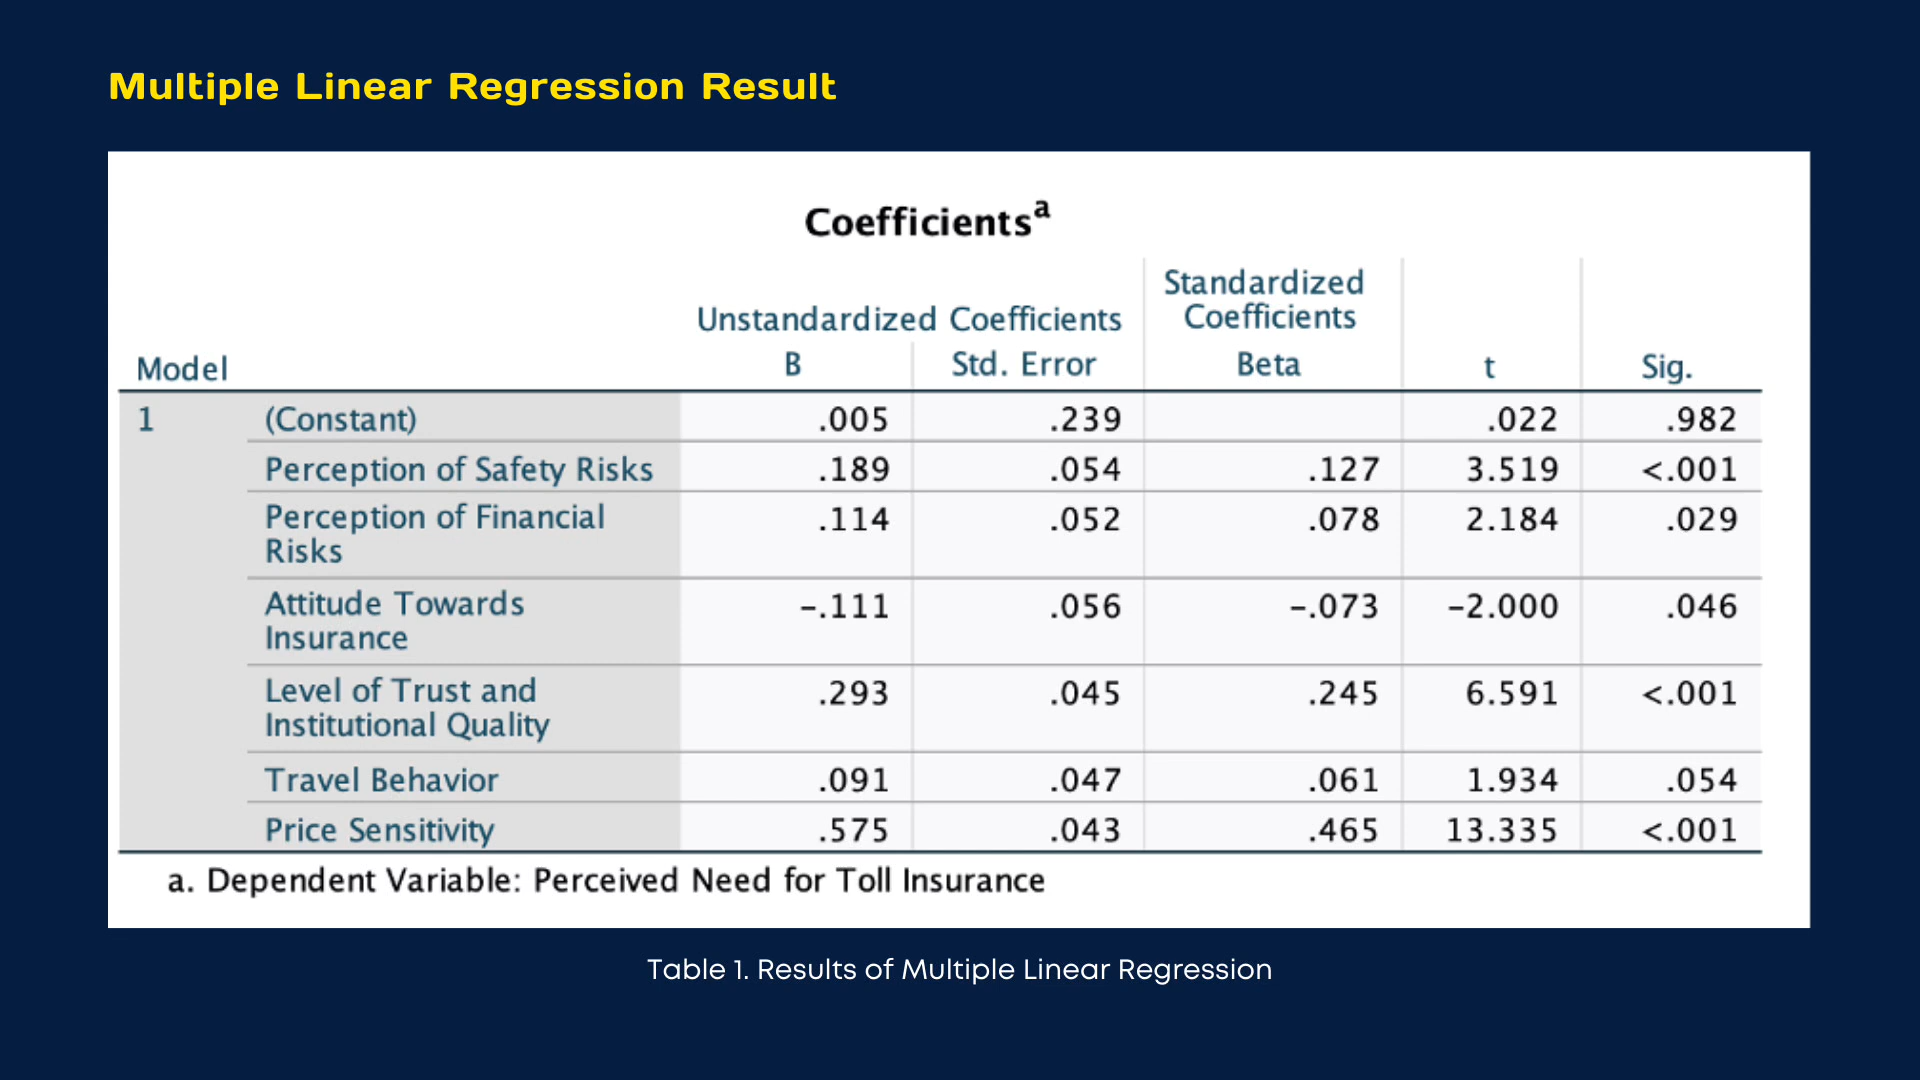 Multiple Linear Regression Result
Coefficientsᵃ
Unstandardized Coefficients Standardized Coefficients
Model B Std. Error Beta t Sig.
1 (Constant) .005 .239 .022 .982
Perception of Safety Risks .189 .054 .127 3.519 <.001
Perception of Financial Risks .114 .052 .078 2.184 .029
Attitude Towards Insurance −.111 .056 −.073 −2.000 .046
Level of Trust and Institutional Quality .293 .045 .245 6.591 <.001
Travel Behavior .091 .047 .061 1.934 .054
Price Sensitivity .575 .043 .465 13.335 <.001
a. Dependent Variable: Perceived Need for Toll Insurance
Table 1. Results of Multiple Linear Regression